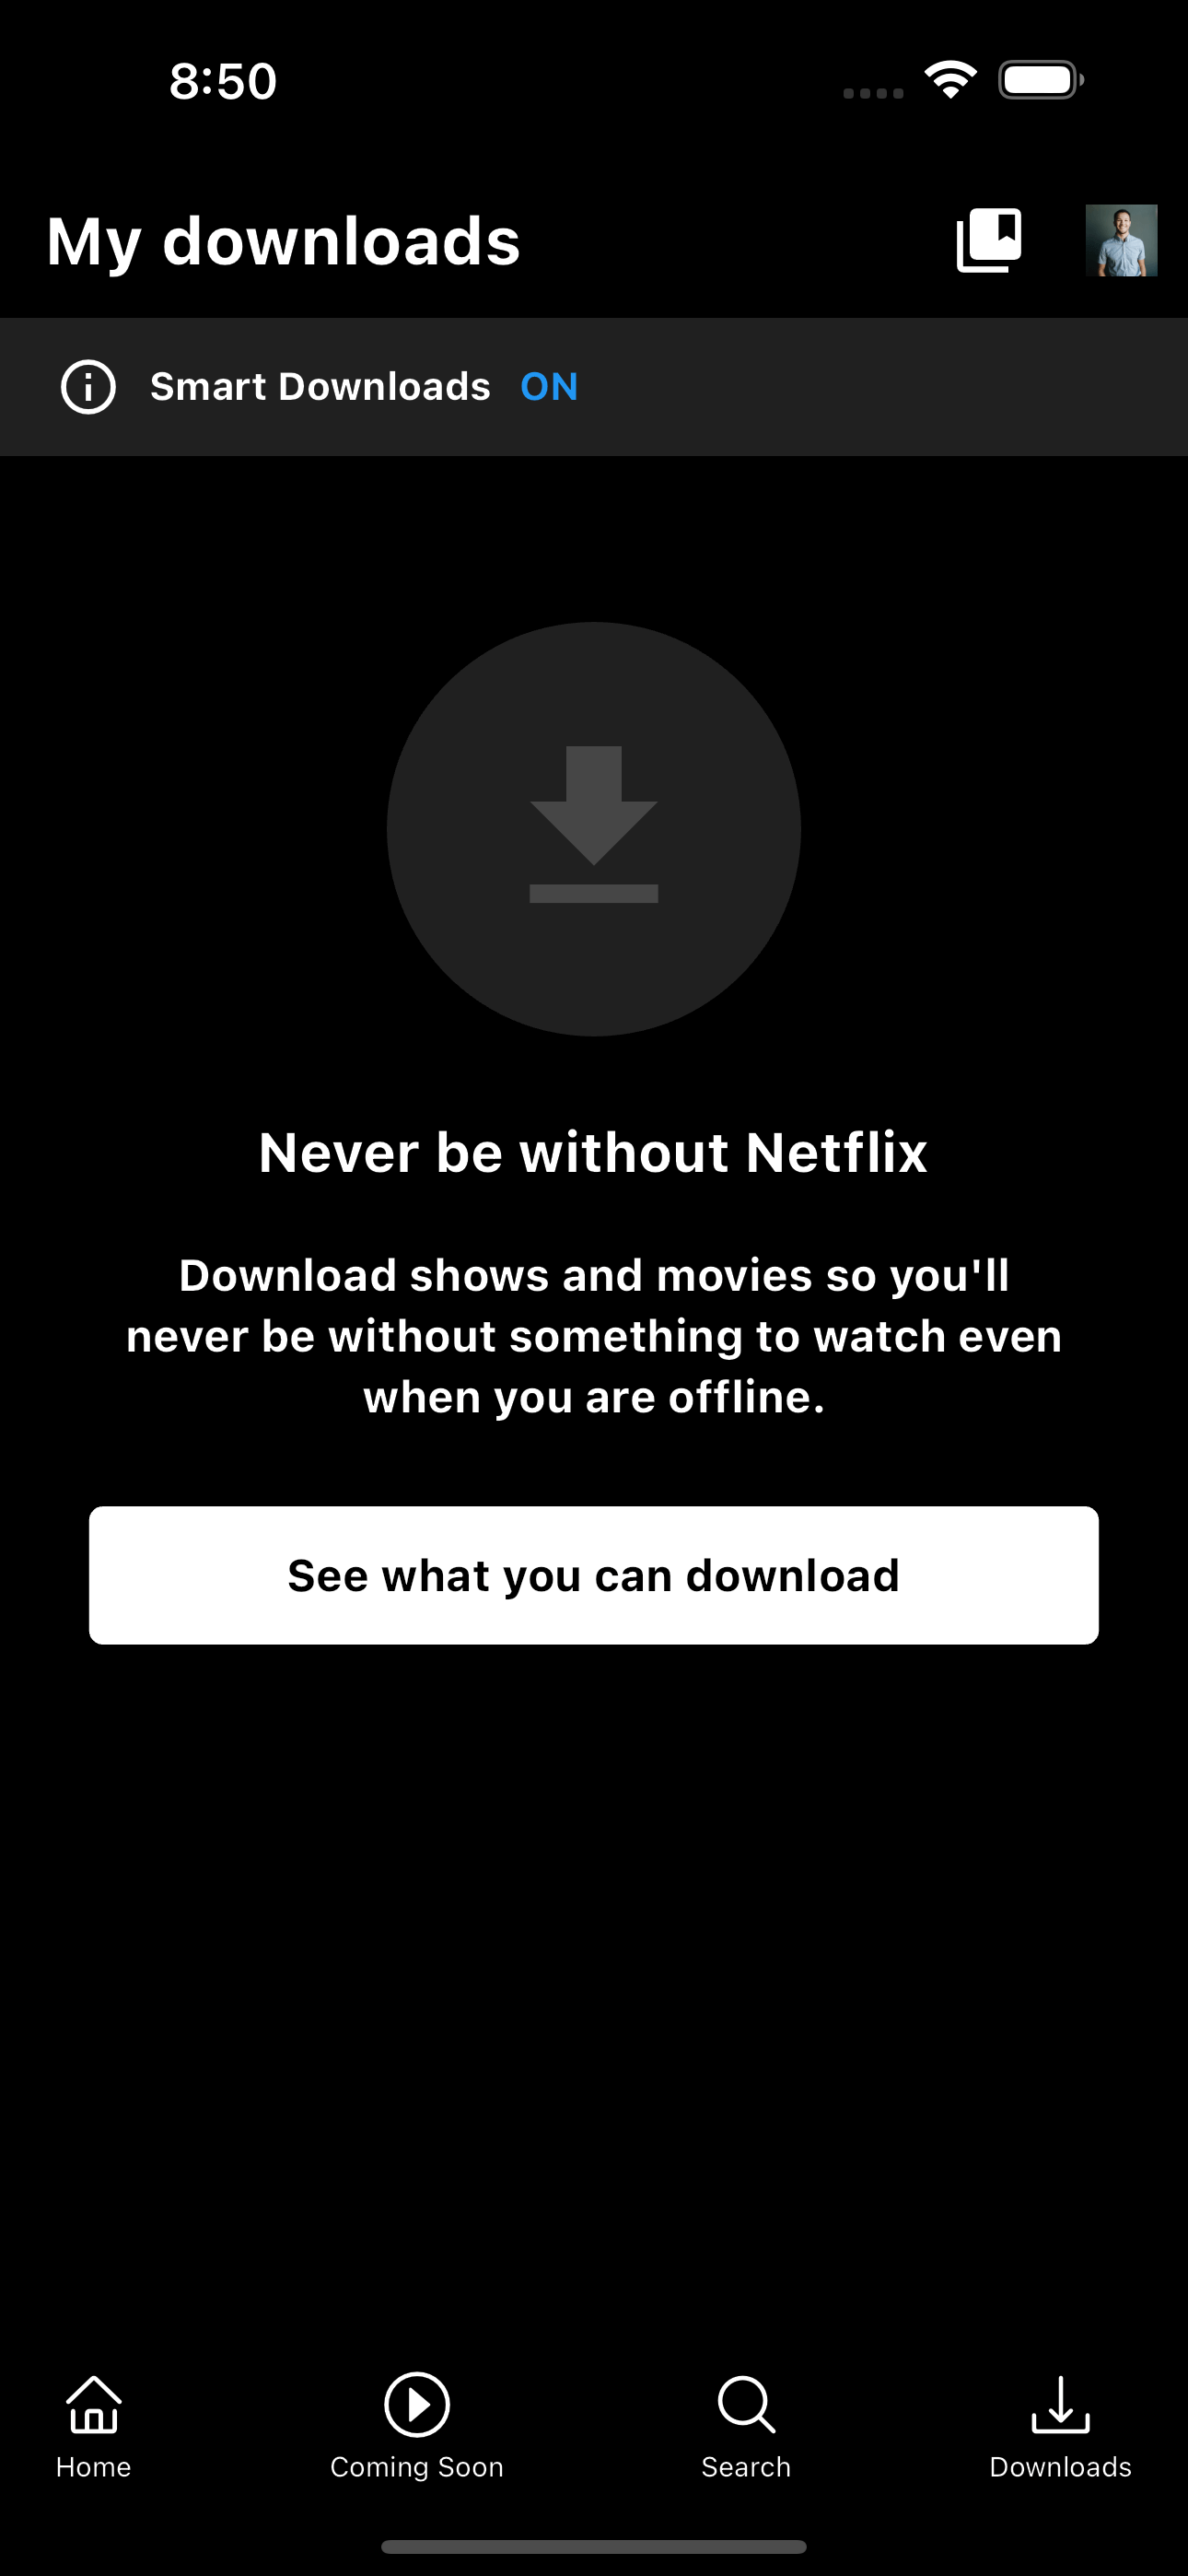 8:50
My downloads
Smart Downloads ON
Never be without Netflix
Download shows and movies so you'll
never be without something to watch even
when you are offline.
See what you can download
Home
Coming Soon
Search
Downloads